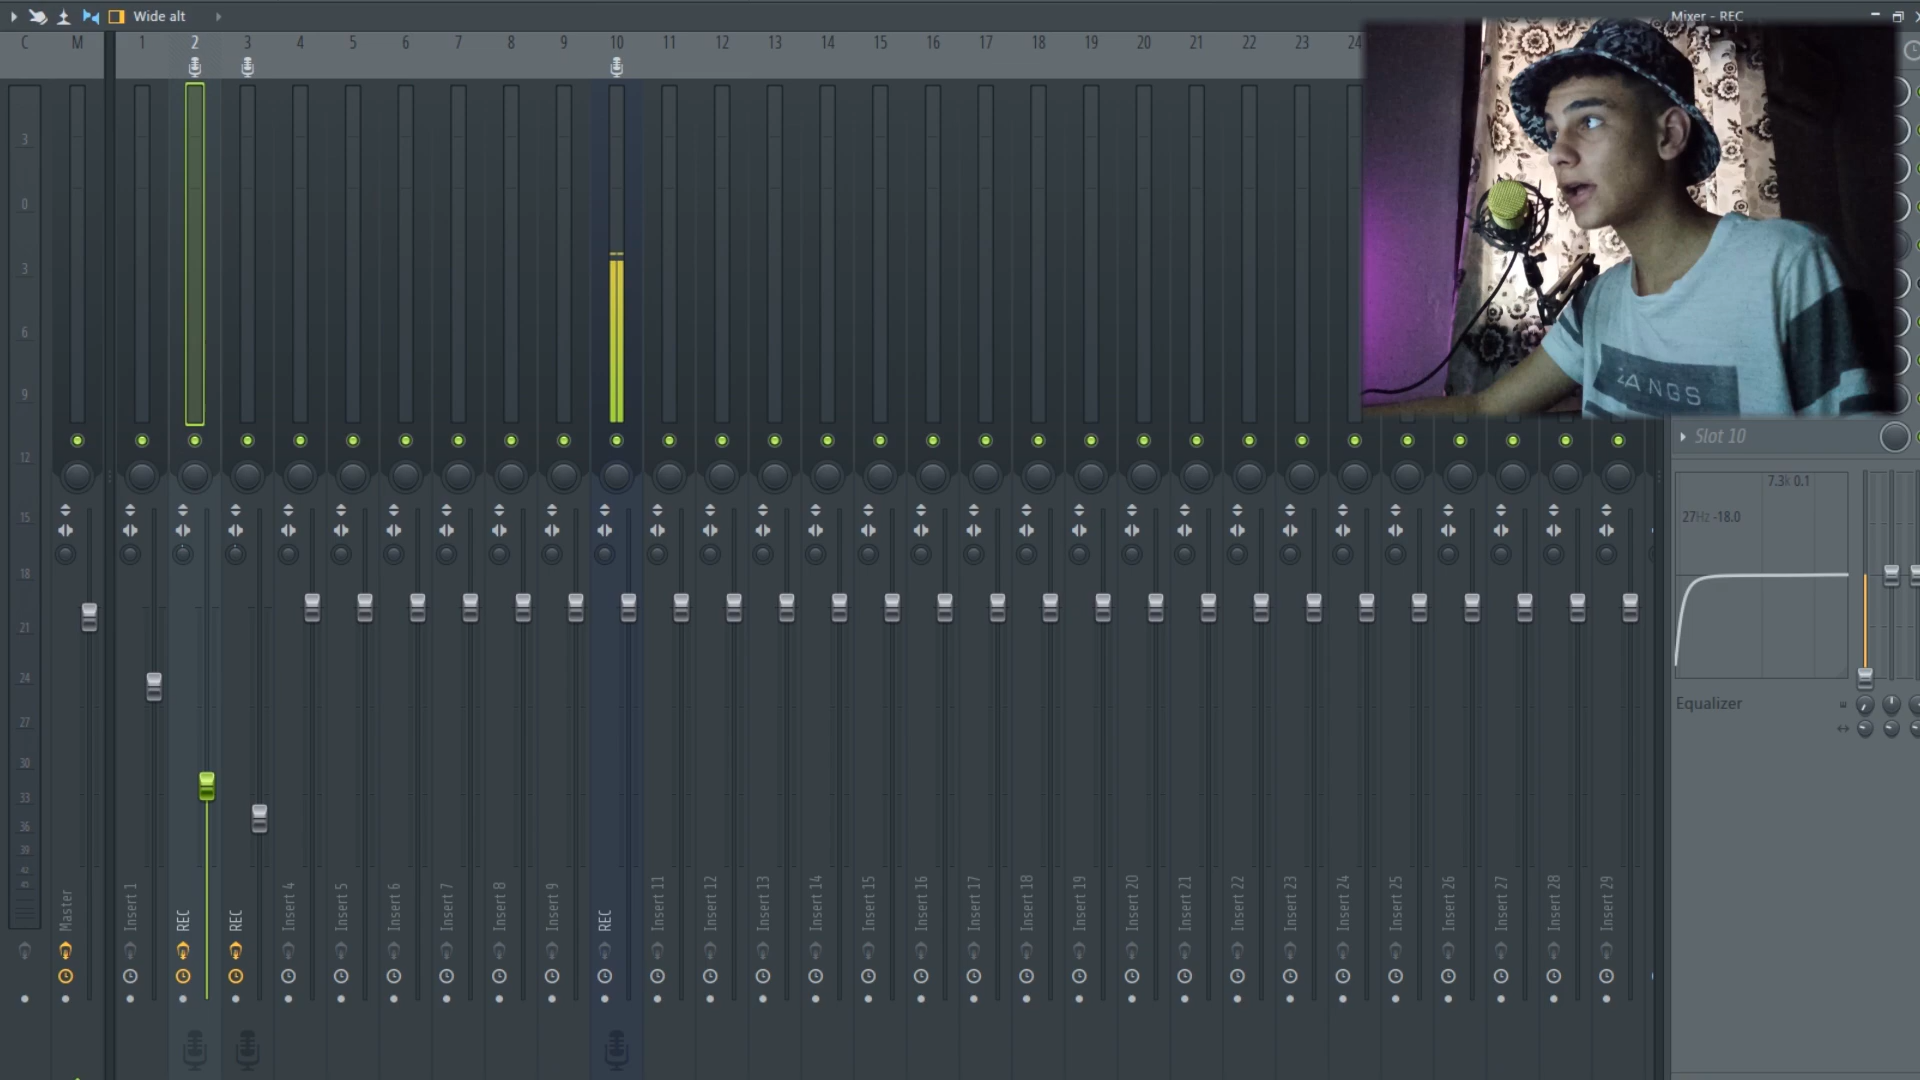 Wide alt
Mixer - REC
C M 1 2 3 4 5 6 7 8 9 10 11 12 13 14 15 16 17 18 19 20 21 22 23 24
3
0
3
6
9
12
15
18
21
24
27
30
33
36
39
42
45
ZANGS
Slot 10
7.3k 0.1
27Hz -18.0
Equalizer
Master
Insert 1
REC
REC
Insert 4
Insert 5
Insert 6
Insert 7
Insert 8
Insert 9
REC
Insert 11
Insert 12
Insert 13
Insert 14
Insert 15
Insert 16
Insert 17
Insert 18
Insert 19
Insert 20
Insert 21
Insert 22
Insert 23
Insert 24
Insert 25
Insert 26
Insert 27
Insert 28
Insert 29